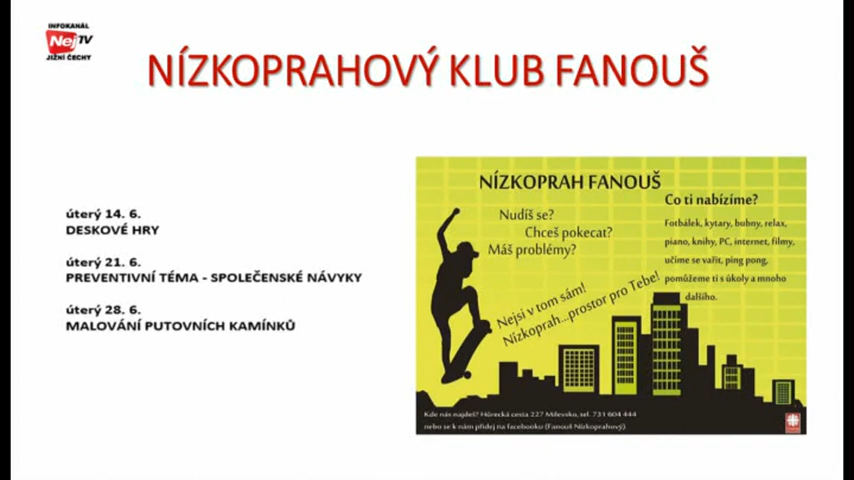 INFOKANÁL
Nej TV
JIŽNÍ ČECHY
NÍZKOPRAHOVÝ KLUB FANOUŠ
úterý 14. 6.
DESKOVÉ HRY
úterý 21. 6.
PREVENTIVNÍ TÉMA - SPOLEČENSKÉ NÁVYKY
úterý 28. 6.
MALOVÁNÍ PUTOVNÍCH KAMÍNKŮ
NÍZKOPRAH FANOUŠ
Nudíš se?
Chceš pokecat?
Máš problémy?
Nejsi v tom sám!
Nízkoprah...prostor pro Tebe!
Co ti nabízíme?
Fotbálek, kytary, bubny, relax,
piano, knihy, PC, internet, filmy,
učíme se vařit, ping pong,
pomůžeme ti s úkoly a mnoho
dalšího.
Kde nás najdeš? Hůrecká cesta 227 Milevsko, tel. 731 604 444
nebo se k nám přidej na facebooku (Fanouš Nízkoprahový).